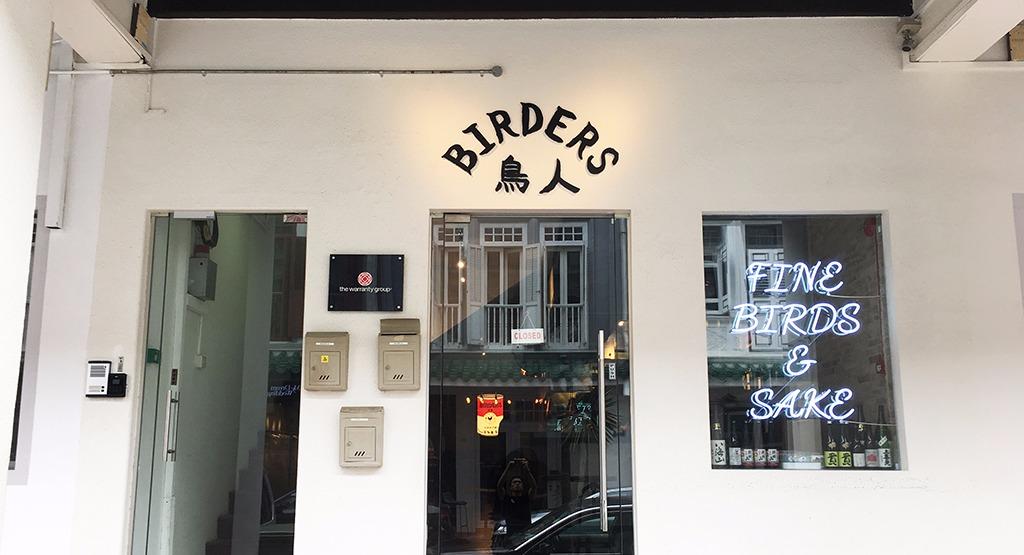 BIRDERS
鳥人
the warranty group
CLOSED
FINE
BIRDS
&
SAKE